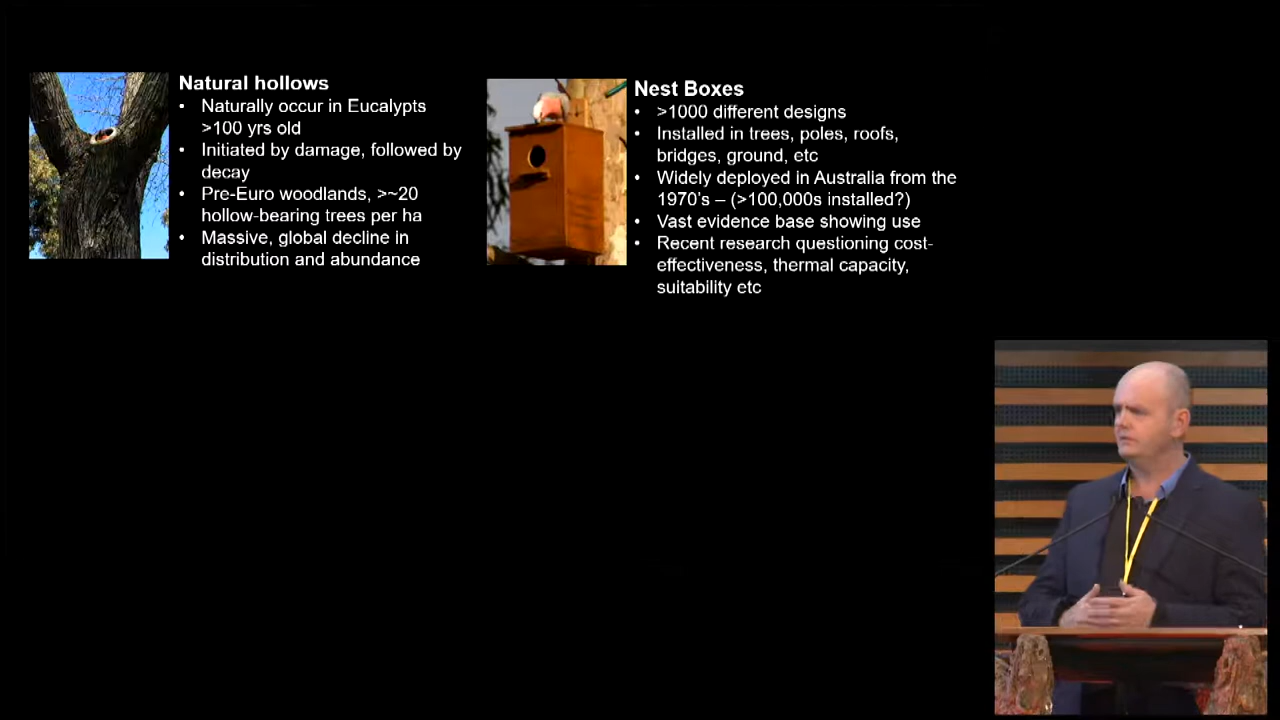 Natural hollows
• Naturally occur in Eucalypts
>100 yrs old
• Initiated by damage, followed by
decay
• Pre-Euro woodlands, >~20
hollow-bearing trees per ha
• Massive, global decline in
distribution and abundance
Nest Boxes
• >1000 different designs
• Installed in trees, poles, roofs,
bridges, ground, etc
• Widely deployed in Australia from the
1970's – (>100,000s installed?)
• Vast evidence base showing use
• Recent research questioning cost-
effectiveness, thermal capacity,
suitability etc